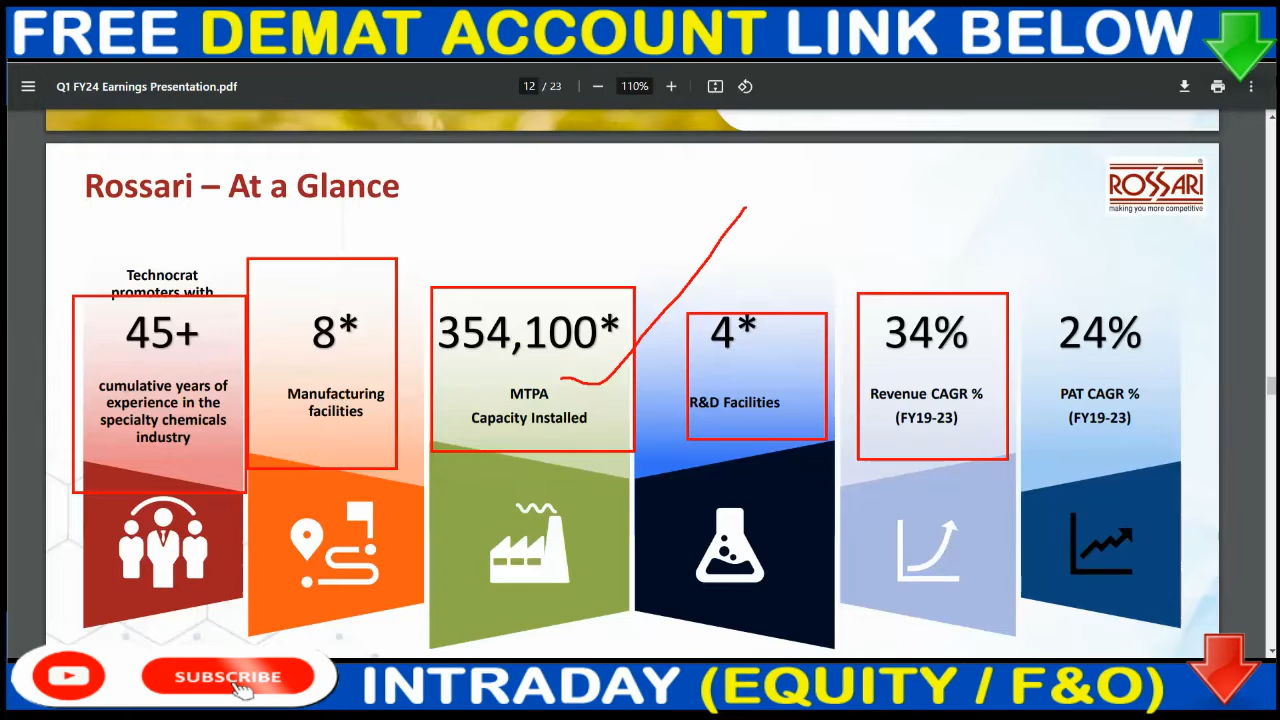 FREE DEMAT ACCOUNT LINK BELOW
Q1 FY24 Earnings Presentation.pdf
12 / 23
110%
Rossari – At a Glance
ROSSARI
®
making you more competitive
Technocrat
promoters with
45+
cumulative years of
experience in the
specialty chemicals
industry
8*
Manufacturing
facilities
354,100*
MTPA
Capacity Installed
4*
R&D Facilities
34%
Revenue CAGR %
(FY19-23)
24%
PAT CAGR %
(FY19-23)
SUBSCRIBE
INTRADAY (EQUITY / F&O)